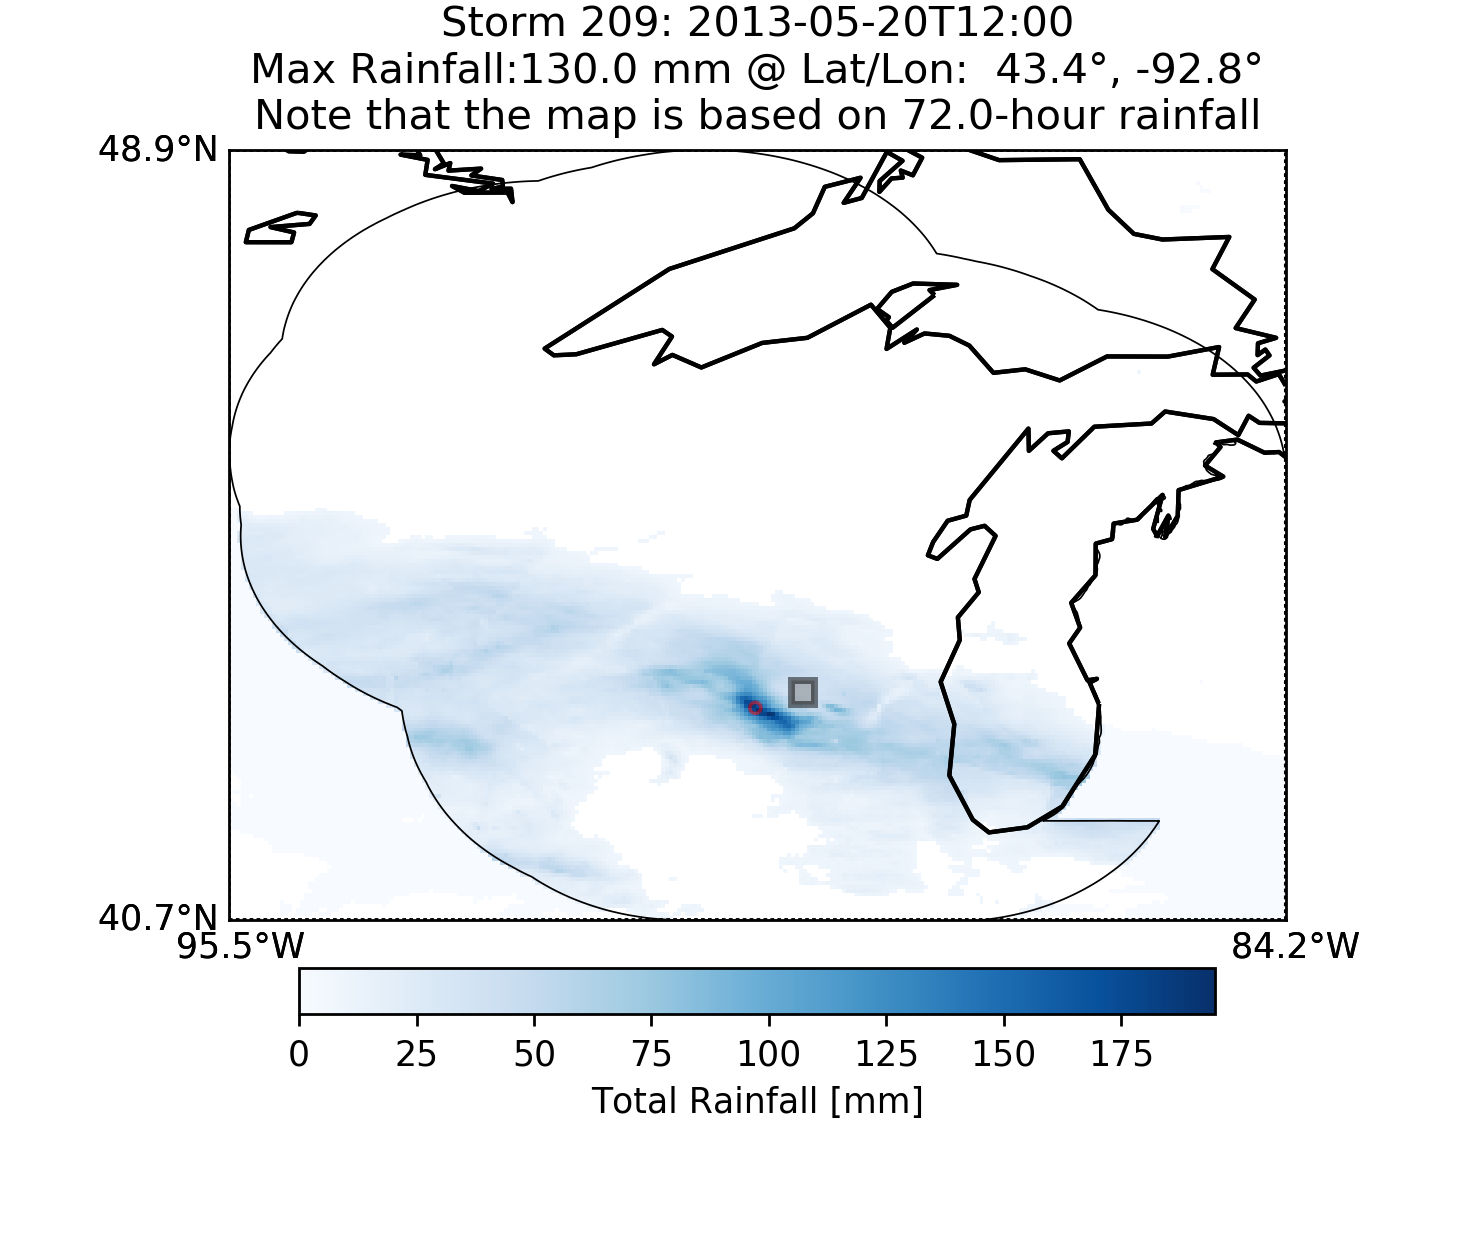 Storm 209: 2013-05-20T12:00
Max Rainfall:130.0 mm @ Lat/Lon:  43.4°, -92.8°
Note that the map is based on 72.0-hour rainfall
48.9°N
40.7°N
95.5°W 84.2°W
0 25 50 75 100 125 150 175
Total Rainfall [mm]